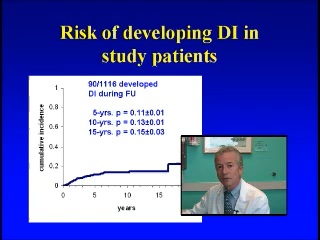 Risk of developing DI in
study patients
90/1116 developed
DI during FU
5-yrs. p = 0.11±0.01
10-yrs. p = 0.13±0.01
15-yrs. p = 0.15±0.03
cumulative incidence
1
0.8
0.6
0.4
0.2
0
0 5 10 15
years